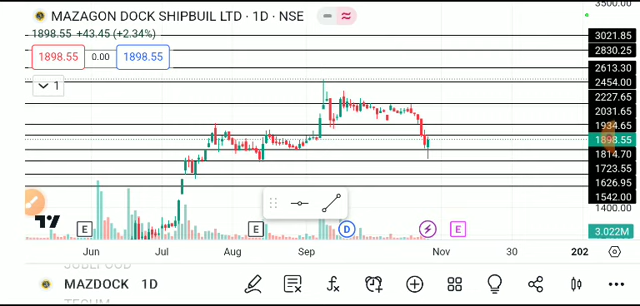 MAZAGON DOCK SHIPBUIL LTD · 1D · NSE
3500.00
1898.55 +43.45 (+2.34%)
3021.85
1898.55 0.00 1898.55
2830.25
2613.30
1
2454.00
2227.65
2031.65
1934.65
1898.55
1814.70
1723.55
1626.95
1542.00
1400.00
E E D E
3.022M
Jun Jul Aug Sep Nov 30 202
MAZDOCK 1D